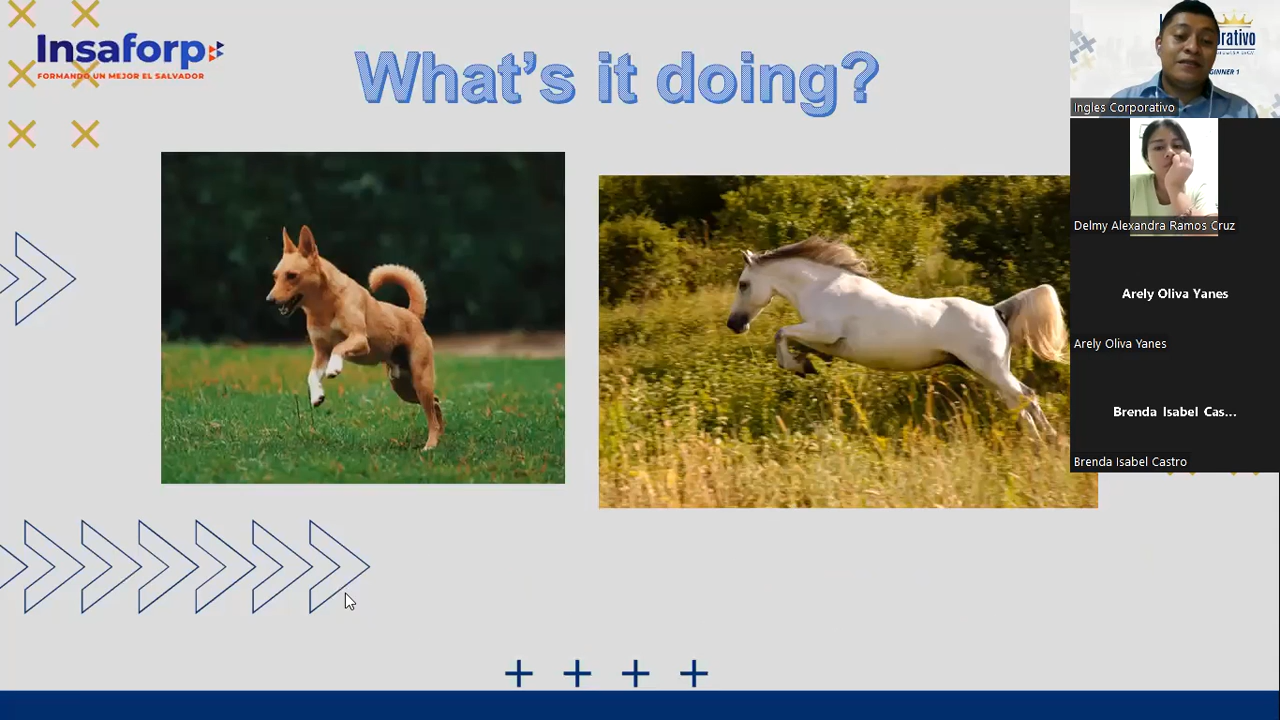 Insaforp
FORMANDO UN MEJOR EL SALVADOR
What's it doing?
Ingles Corporativo
Delmy Alexandra Ramos Cruz
Arely Oliva Yanes
Arely Oliva Yanes
Brenda Isabel Cas...
Brenda Isabel Castro